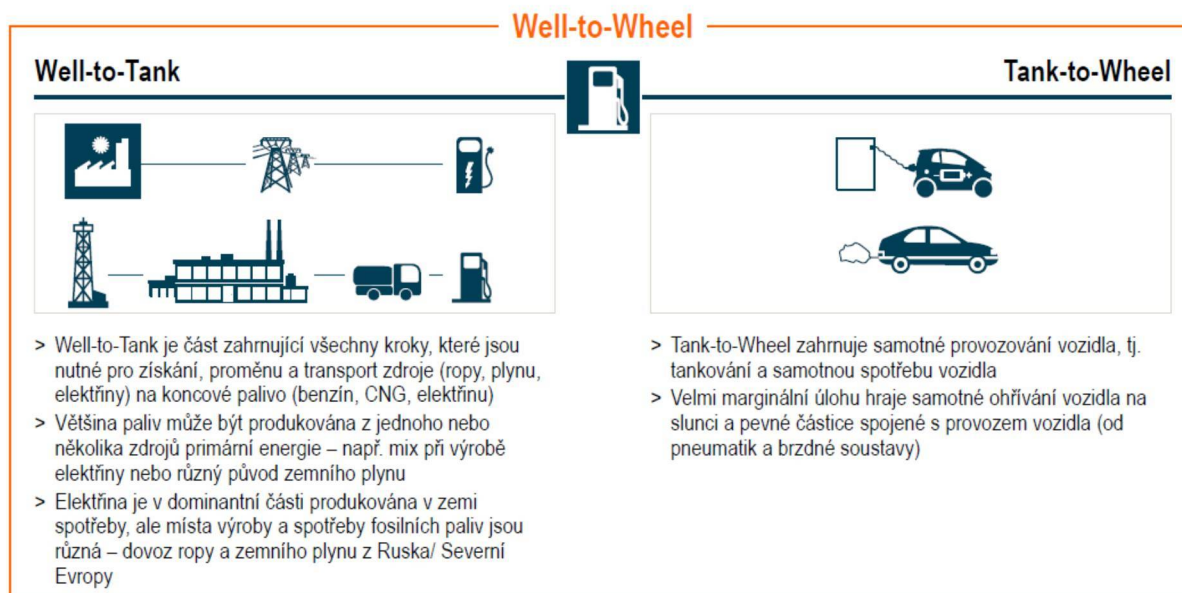 Well-to-Wheel
Well-to-Tank
Tank-to-Wheel
> Well-to-Tank je část zahrnující všechny kroky, které jsou
nutné pro získání, proměnu a transport zdroje (ropy, plynu,
elektřiny) na koncové palivo (benzín, CNG, elektřinu)
> Většina paliv může být produkována z jednoho nebo
několika zdrojů primární energie – např. mix při výrobě
elektřiny nebo různý původ zemního plynu
> Elektřina je v dominantní části produkována v zemi
spotřeby, ale místa výroby a spotřeby fosilních paliv jsou
různá – dovoz ropy a zemního plynu z Ruska/ Severní
Evropy
> Tank-to-Wheel zahrnuje samotné provozování vozidla, tj.
tankování a samotnou spotřebu vozidla
> Velmi marginální úlohu hraje samotné ohřívání vozidla na
slunci a pevné částice spojené s provozem vozidla (od
pneumatik a brzdné soustavy)